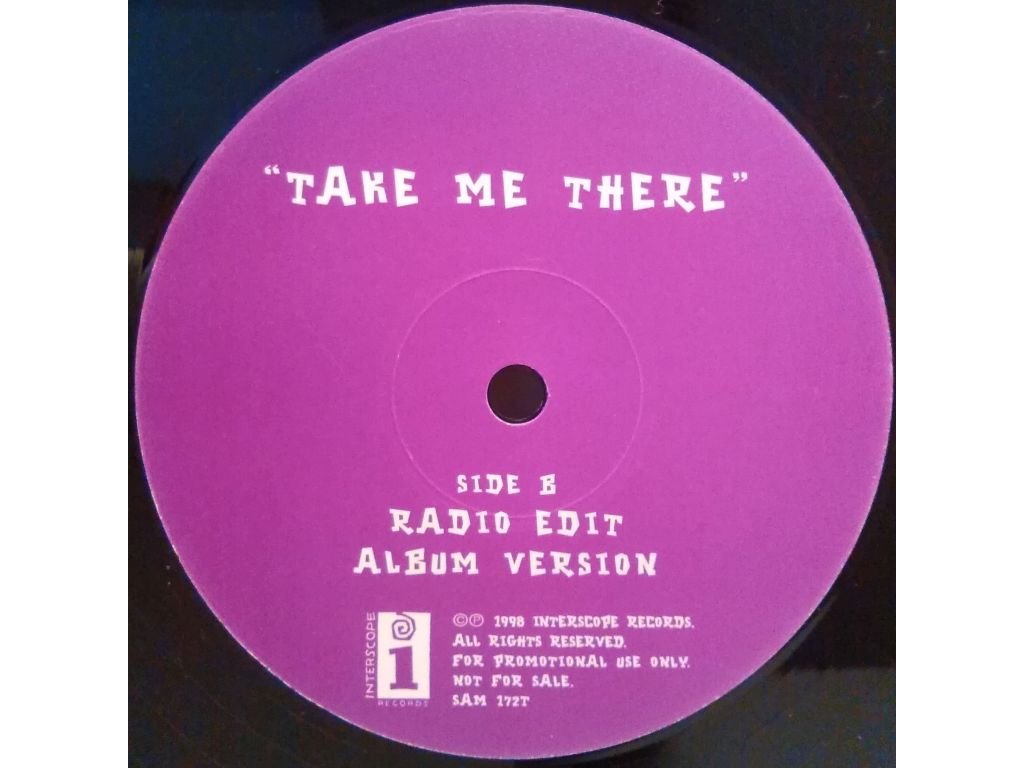 “TAKE ME THERE”
SIDE B
RADIO EDIT
ALBUM VERSION
INTERSCOPE
i
RECORDS
©℗ 1998 INTERSCOPE RECORDS.
ALL RIGHTS RESERVED.
FOR PROMOTIONAL USE ONLY.
NOT FOR SALE.
SAM 172T